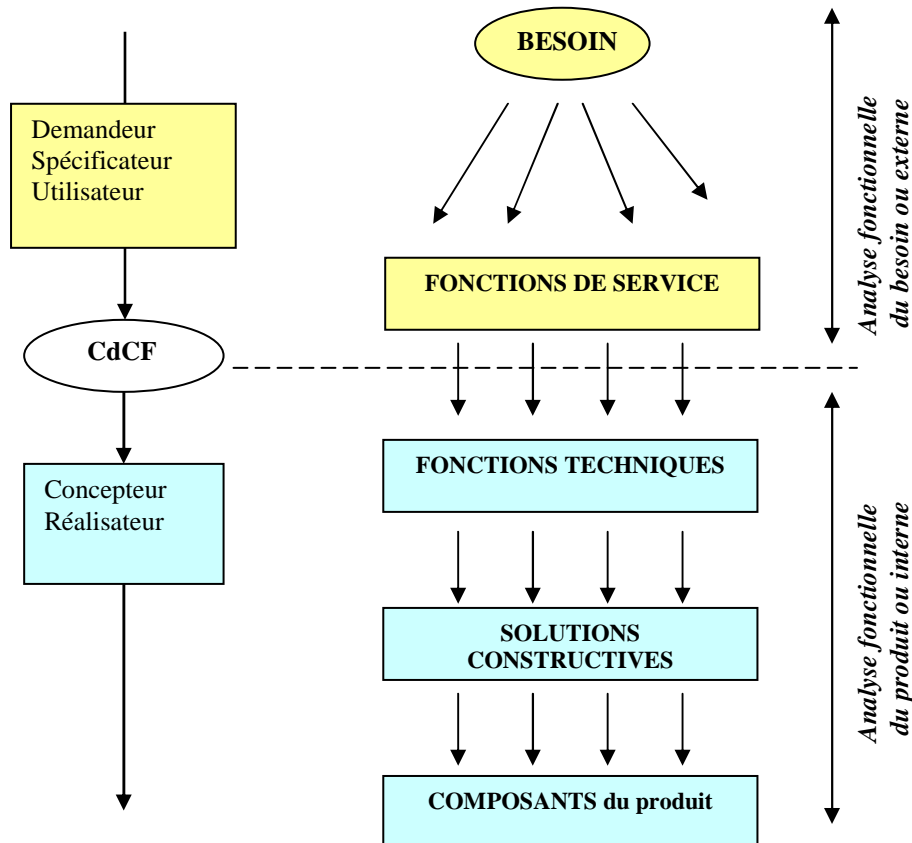 BESOIN
Demandeur
Spécificateur
Utilisateur
FONCTIONS DE SERVICE
Analyse fonctionnelle
du besoin ou externe
CdCF
FONCTIONS TECHNIQUES
Concepteur
Réalisateur
SOLUTIONS
CONSTRUCTIVES
COMPOSANTS du produit
Analyse fonctionnelle
du produit ou interne